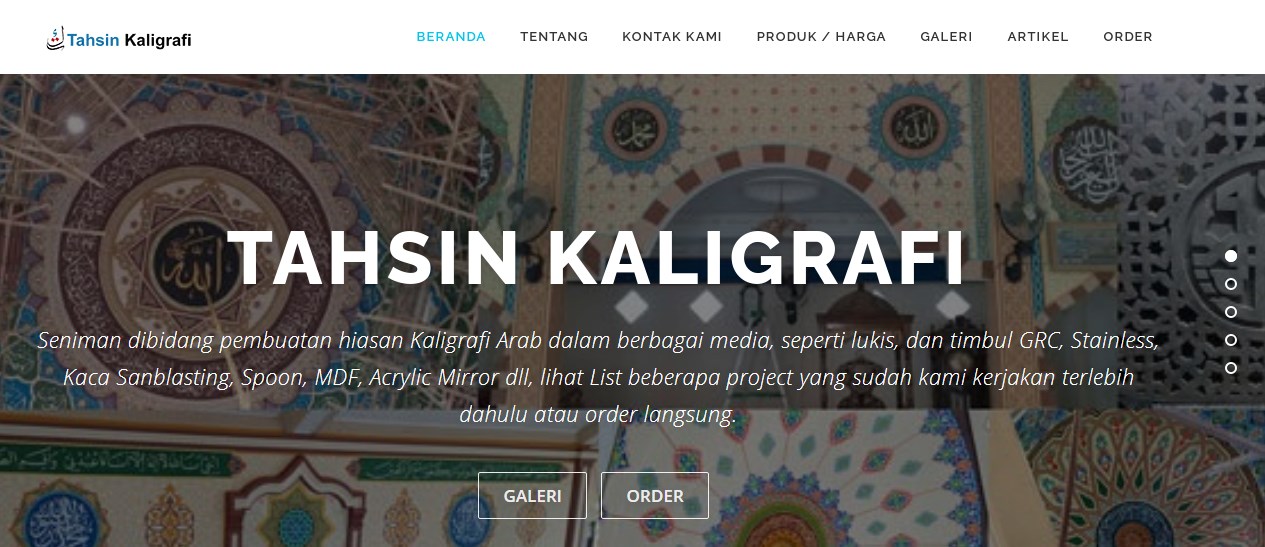 Tahsin Kaligrafi
BERANDA TENTANG KONTAK KAMI PRODUK / HARGA GALERI ARTIKEL ORDER
TAHSIN KALIGRAFI
Seniman dibidang pembuatan hiasan Kaligrafi Arab dalam berbagai media, seperti lukis, dan timbul GRC, Stainless,
Kaca Sanblasting, Spoon, MDF, Acrylic Mirror dll, lihat List beberapa project yang sudah kami kerjakan terlebih
dahulu atau order langsung.
GALERI ORDER